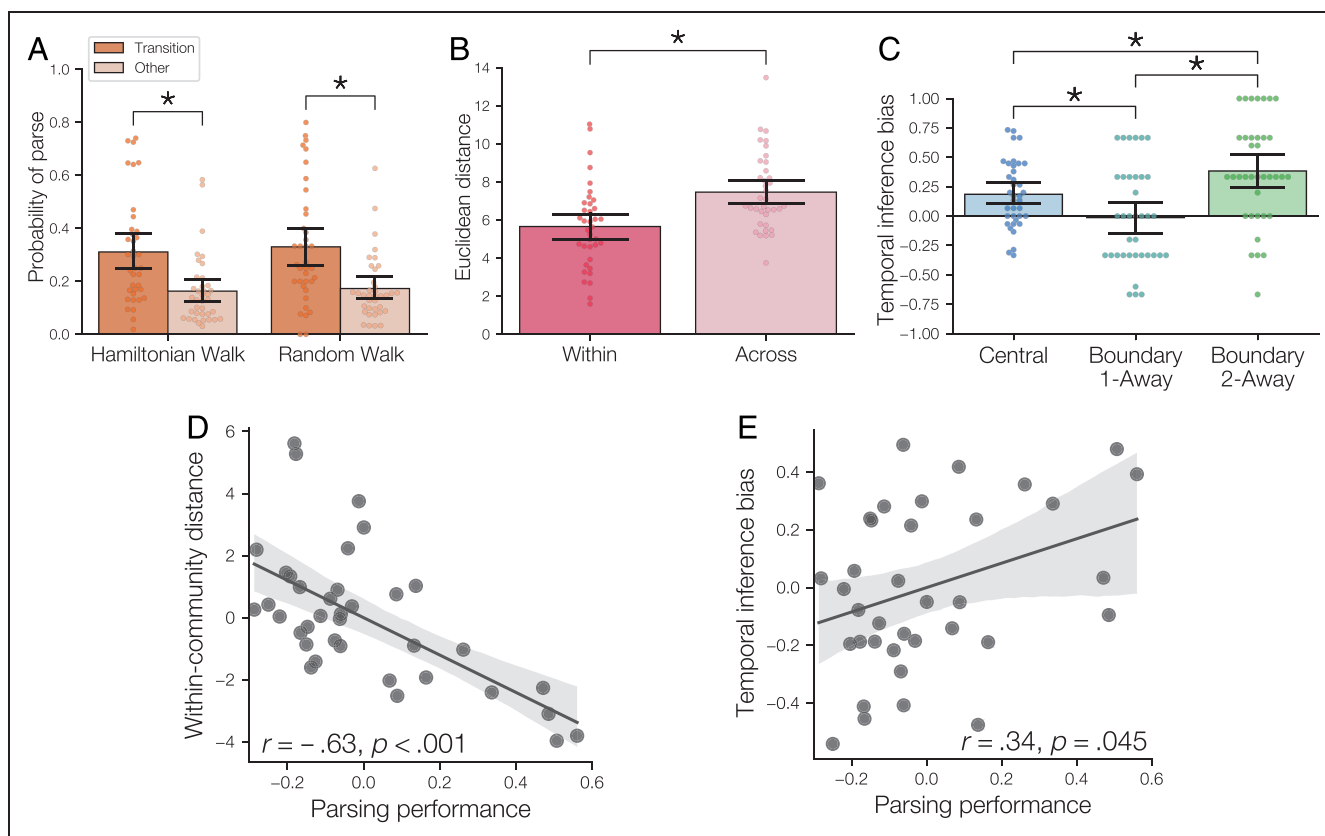 A
Transition
Other
Probability of parse
1.0
0.8
0.6
0.4
0.2
0.0
*
*
Hamiltonian Walk
Random Walk
B
Euclidean distance
14
12
10
8
6
4
2
0
*
Within
Across
C
Temporal inference bias
1.00
0.75
0.50
0.25
0.00
−0.25
−0.50
−0.75
−1.00
*
*
*
Central
Boundary
1-Away
Boundary
2-Away
D
Within-community distance
6
4
2
0
−2
−4
r = − .63, p < .001
−0.2
0.0
0.2
0.4
0.6
Parsing performance
E
Temporal inference bias
0.4
0.2
0.0
−0.2
−0.4
r = .34, p = .045
−0.2
0.0
0.2
0.4
0.6
Parsing performance